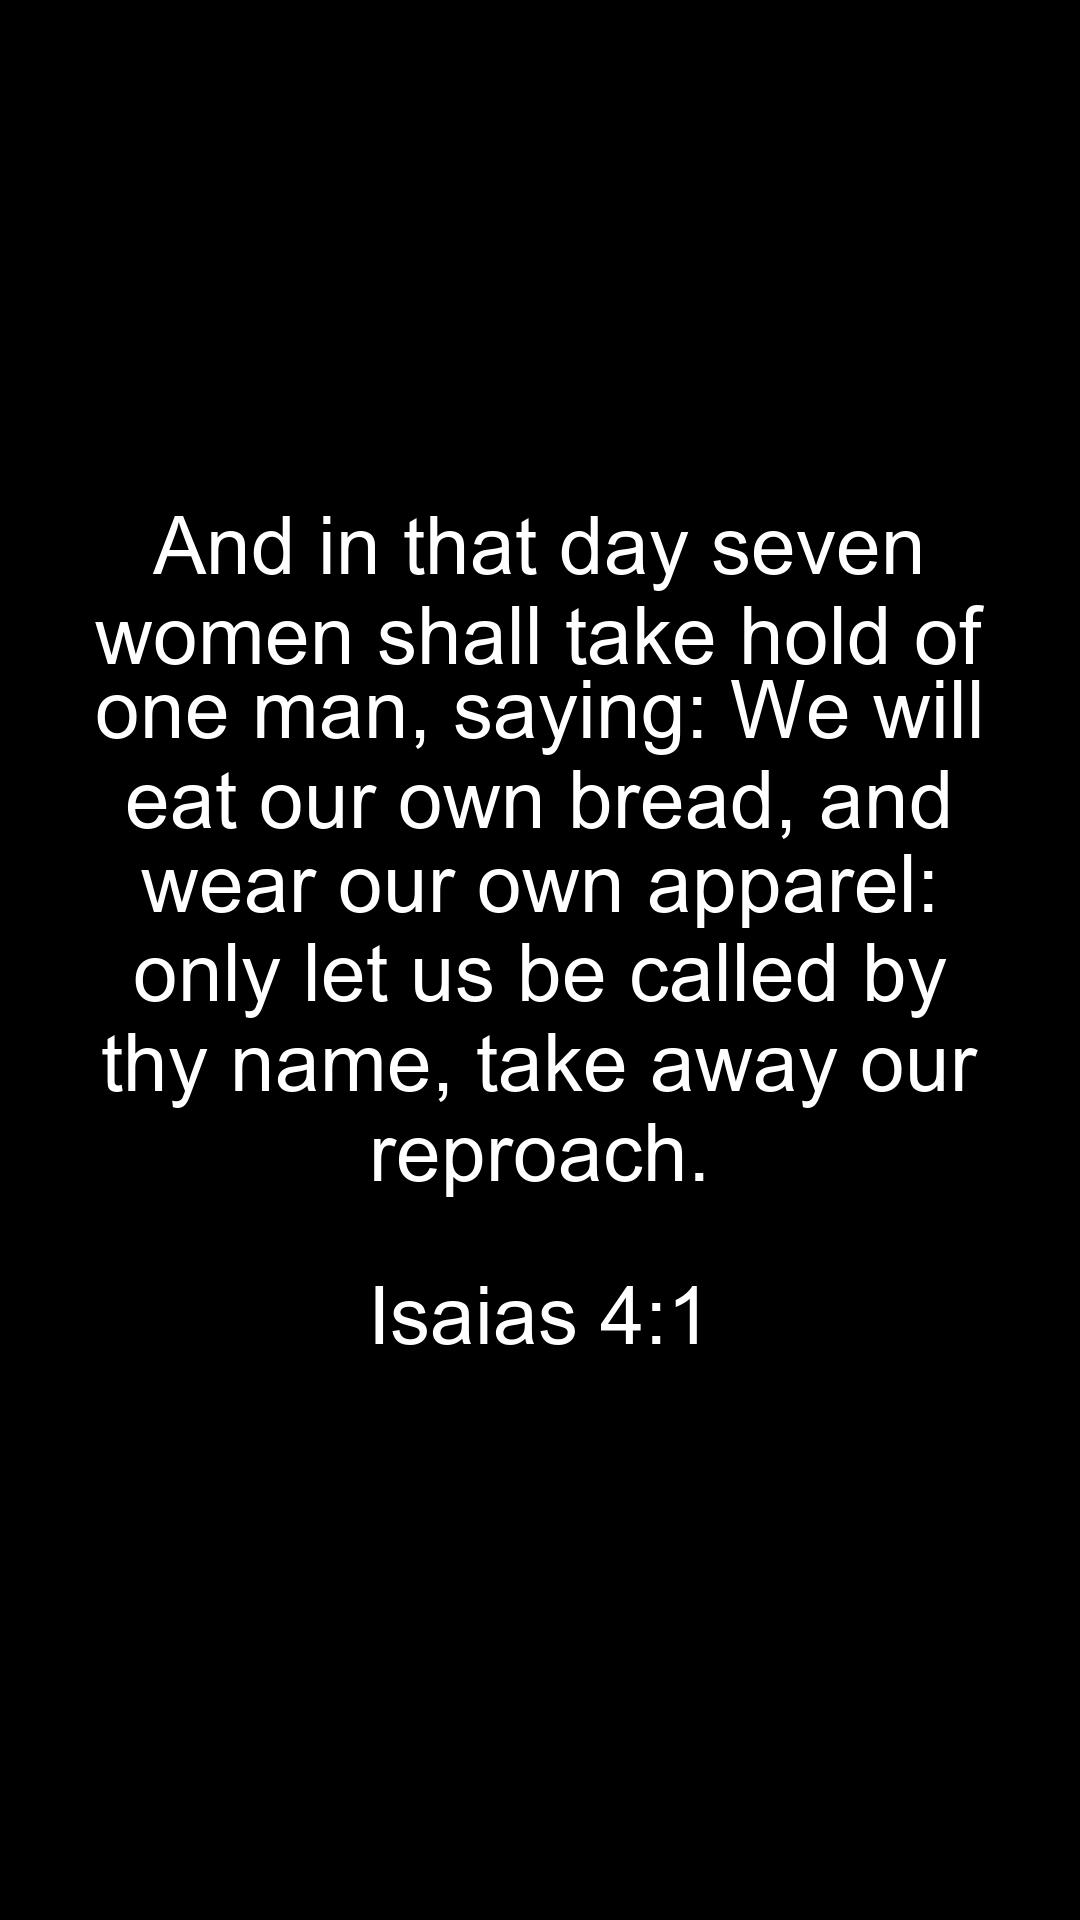 And in that day seven
women shall take hold of
one man, saying: We will
eat our own bread, and
wear our own apparel:
only let us be called by
thy name, take away our
reproach.
Isaias 4:1